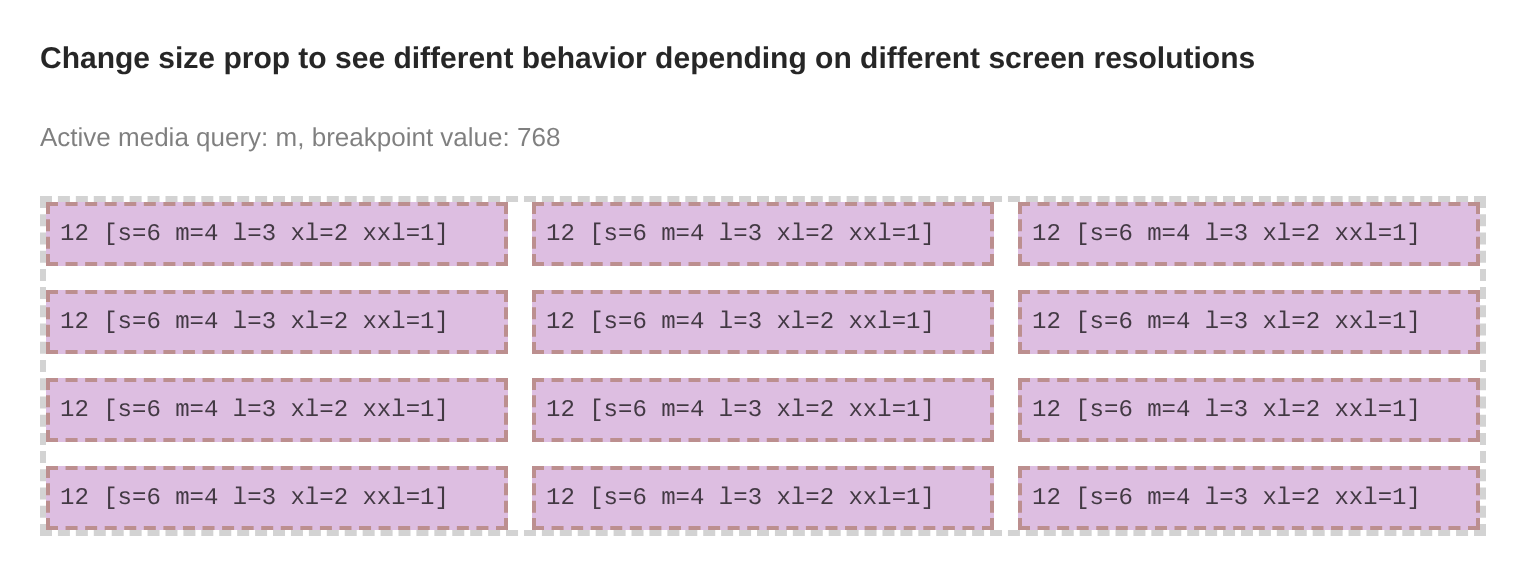 Change size prop to see different behavior depending on different screen resolutions
Active media query: m, breakpoint value: 768
12 [s=6 m=4 l=3 xl=2 xxl=1] 12 [s=6 m=4 l=3 xl=2 xxl=1] 12 [s=6 m=4 l=3 xl=2 xxl=1]
12 [s=6 m=4 l=3 xl=2 xxl=1] 12 [s=6 m=4 l=3 xl=2 xxl=1] 12 [s=6 m=4 l=3 xl=2 xxl=1]
12 [s=6 m=4 l=3 xl=2 xxl=1] 12 [s=6 m=4 l=3 xl=2 xxl=1] 12 [s=6 m=4 l=3 xl=2 xxl=1]
12 [s=6 m=4 l=3 xl=2 xxl=1] 12 [s=6 m=4 l=3 xl=2 xxl=1] 12 [s=6 m=4 l=3 xl=2 xxl=1]